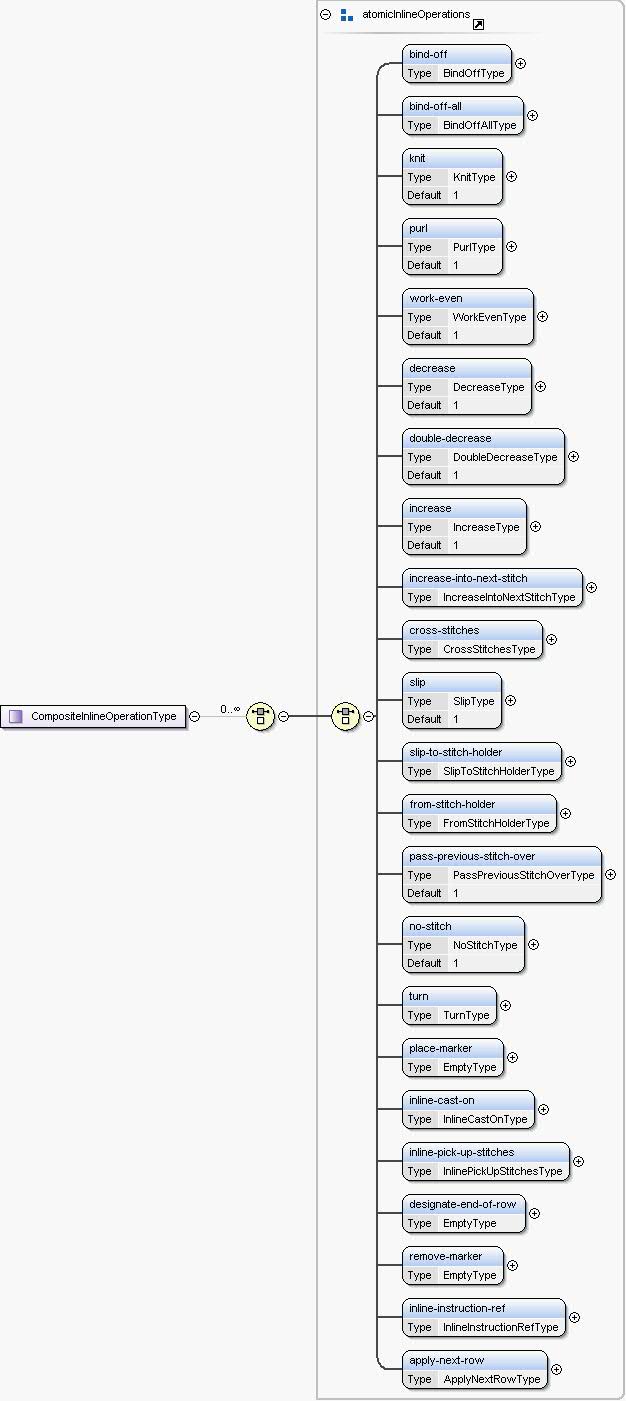 atomicInlineOperations
bind-off
Type BindOffType
bind-off-all
Type BindOffAllType
knit
Type KnitType
Default 1
purl
Type PurlType
Default 1
work-even
Type WorkEvenType
Default 1
decrease
Type DecreaseType
Default 1
double-decrease
Type DoubleDecreaseType
Default 1
increase
Type IncreaseType
Default 1
increase-into-next-stitch
Type IncreaseIntoNextStitchType
cross-stitches
Type CrossStitchesType
slip
Type SlipType
Default 1
CompositeInlineOperationType
0..∞
slip-to-stitch-holder
Type SlipToStitchHolderType
from-stitch-holder
Type FromStitchHolderType
pass-previous-stitch-over
Type PassPreviousStitchOverType
Default 1
no-stitch
Type NoStitchType
Default 1
turn
Type TurnType
place-marker
Type EmptyType
inline-cast-on
Type InlineCastOnType
inline-pick-up-stitches
Type InlinePickUpStitchesType
designate-end-of-row
Type EmptyType
remove-marker
Type EmptyType
inline-instruction-ref
Type InlineInstructionRefType
apply-next-row
Type ApplyNextRowType